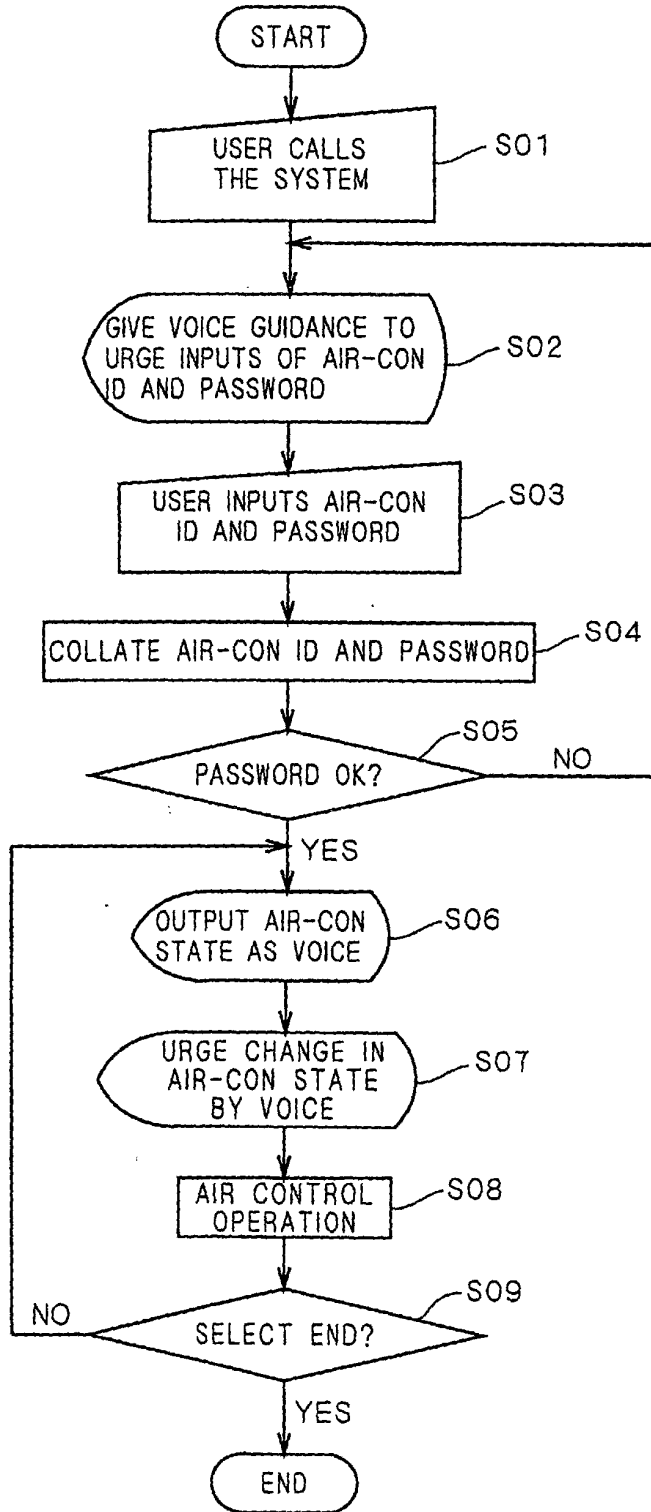 START
USER CALLS
THE SYSTEM
S01
GIVE VOICE GUIDANCE TO
URGE INPUTS OF AIR-CON
ID AND PASSWORD
S02
USER INPUTS AIR-CON
ID AND PASSWORD
S03
COLLATE AIR-CON ID AND PASSWORD
S04
PASSWORD OK?
S05
NO
YES
OUTPUT AIR-CON
STATE AS VOICE
S06
URGE CHANGE IN
AIR-CON STATE
BY VOICE
S07
AIR CONTROL
OPERATION
S08
SELECT END?
S09
NO
YES
END